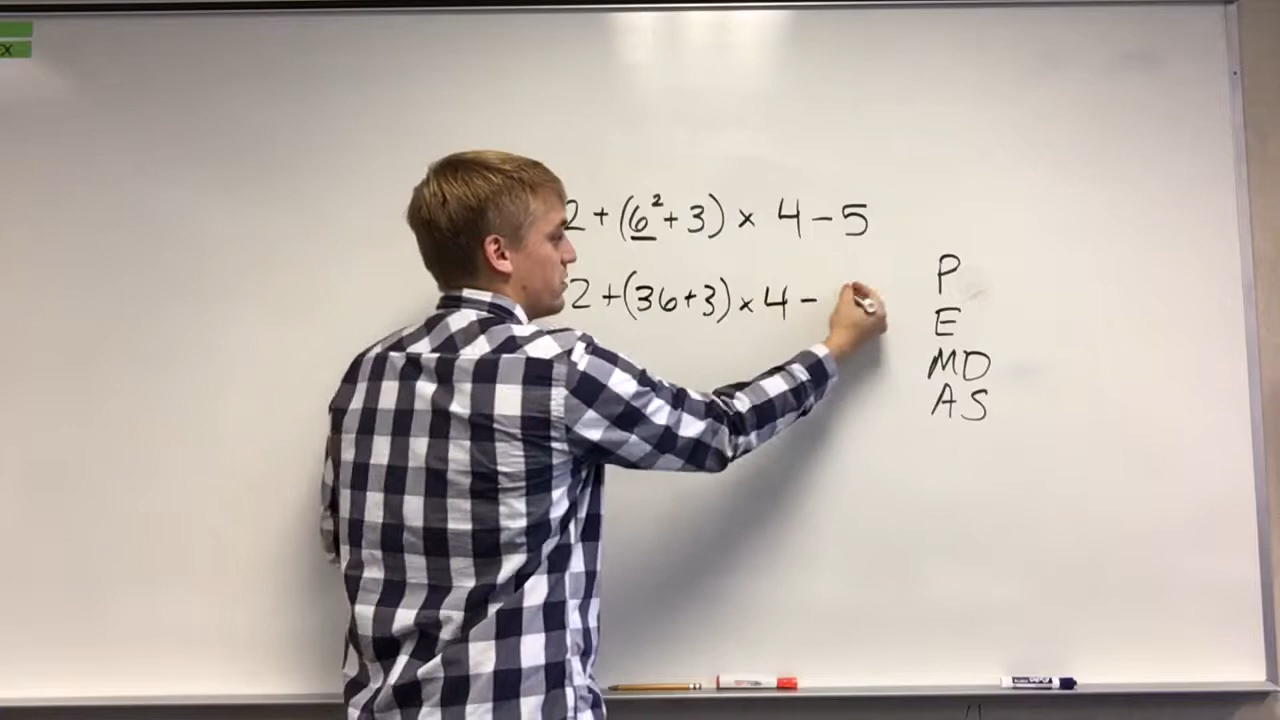 2 + (6² + 3) × 4 – 5
2 + (36 + 3) × 4 –
P
E
MD
AS